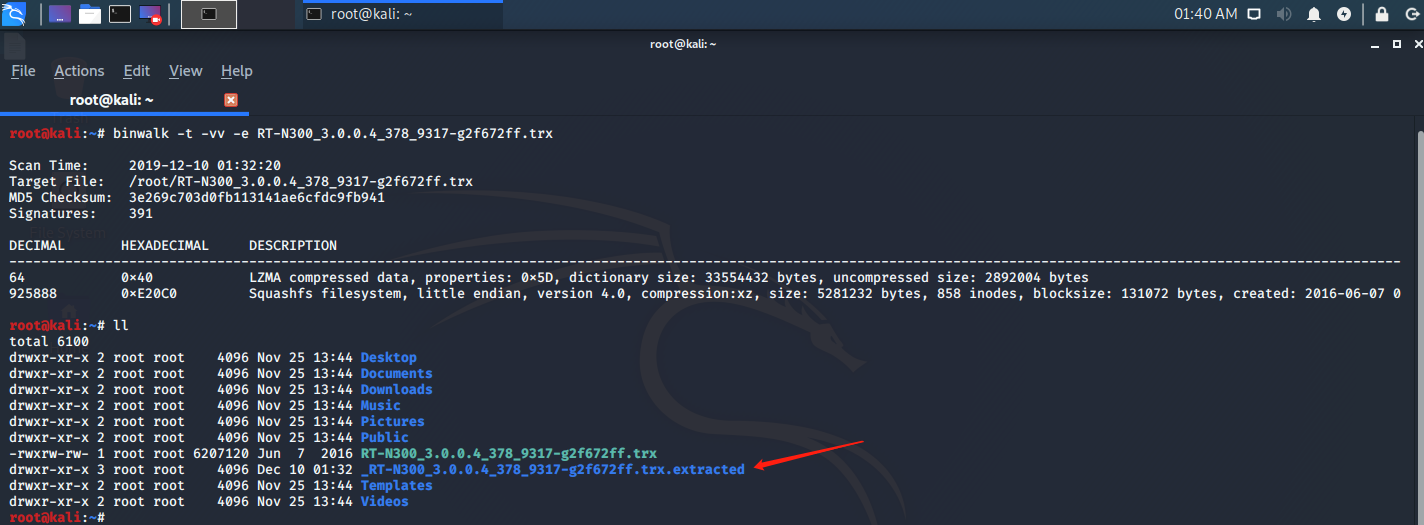 root@kali: ~
01:40 AM
root@kali: ~
File Actions Edit View Help
root@kali: ~
root@kali:~# binwalk -t -vv -e RT-N300_3.0.0.4_378_9317-g2f672ff.trx
Scan Time: 2019-12-10 01:32:20
Target File: /root/RT-N300_3.0.0.4_378_9317-g2f672ff.trx
MD5 Checksum: 3e269c703d0fb113141ae6cfdc9fb941
Signatures: 391
File System
DECIMAL HEXADECIMAL DESCRIPTION
--------------------------------------------------------------------------------
64 0×40 LZMA compressed data, properties: 0×5D, dictionary size: 33554432 bytes, uncompressed size: 2892004 bytes
925888 0×E20C0 Squashfs filesystem, little endian, version 4.0, compression:xz, size: 5281232 bytes, 858 inodes, blocksize: 131072 bytes, created: 2016-06-07 0
root@kali:~# ll
total 6100
drwxr-xr-x 2 root root 4096 Nov 25 13:44 Desktop
drwxr-xr-x 2 root root 4096 Nov 25 13:44 Documents
drwxr-xr-x 2 root root 4096 Nov 25 13:44 Downloads
drwxr-xr-x 2 root root 4096 Nov 25 13:44 Music
drwxr-xr-x 2 root root 4096 Nov 25 13:44 Pictures
drwxr-xr-x 2 root root 4096 Nov 25 13:44 Public
-rwxrw-rw- 1 root root 6207120 Jun 7 2016 RT-N300_3.0.0.4_378_9317-g2f672ff.trx
drwxr-xr-x 3 root root 4096 Dec 10 01:32 _RT-N300_3.0.0.4_378_9317-g2f672ff.trx.extracted
drwxr-xr-x 2 root root 4096 Nov 25 13:44 Templates
drwxr-xr-x 2 root root 4096 Nov 25 13:44 Videos
root@kali:~#